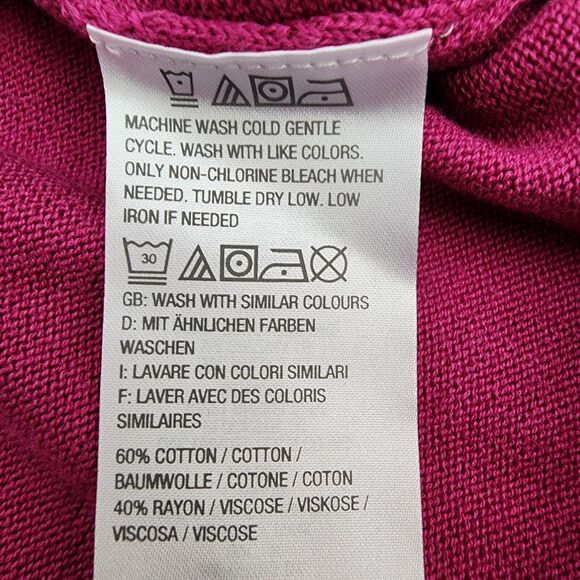 MACHINE WASH COLD GENTLE
CYCLE. WASH WITH LIKE COLORS.
ONLY NON-CHLORINE BLEACH WHEN
NEEDED. TUMBLE DRY LOW. LOW
IRON IF NEEDED
30
GB: WASH WITH SIMILAR COLOURS
D: MIT ÄHNLICHEN FARBEN
WASCHEN
I: LAVARE CON COLORI SIMILARI
F: LAVER AVEC DES COLORIS
SIMILAIRES
60% COTTON / COTTON /
BAUMWOLLE / COTONE / COTON
40% RAYON / VISCOSE / VISKOSE /
VISCOSA / VISCOSE